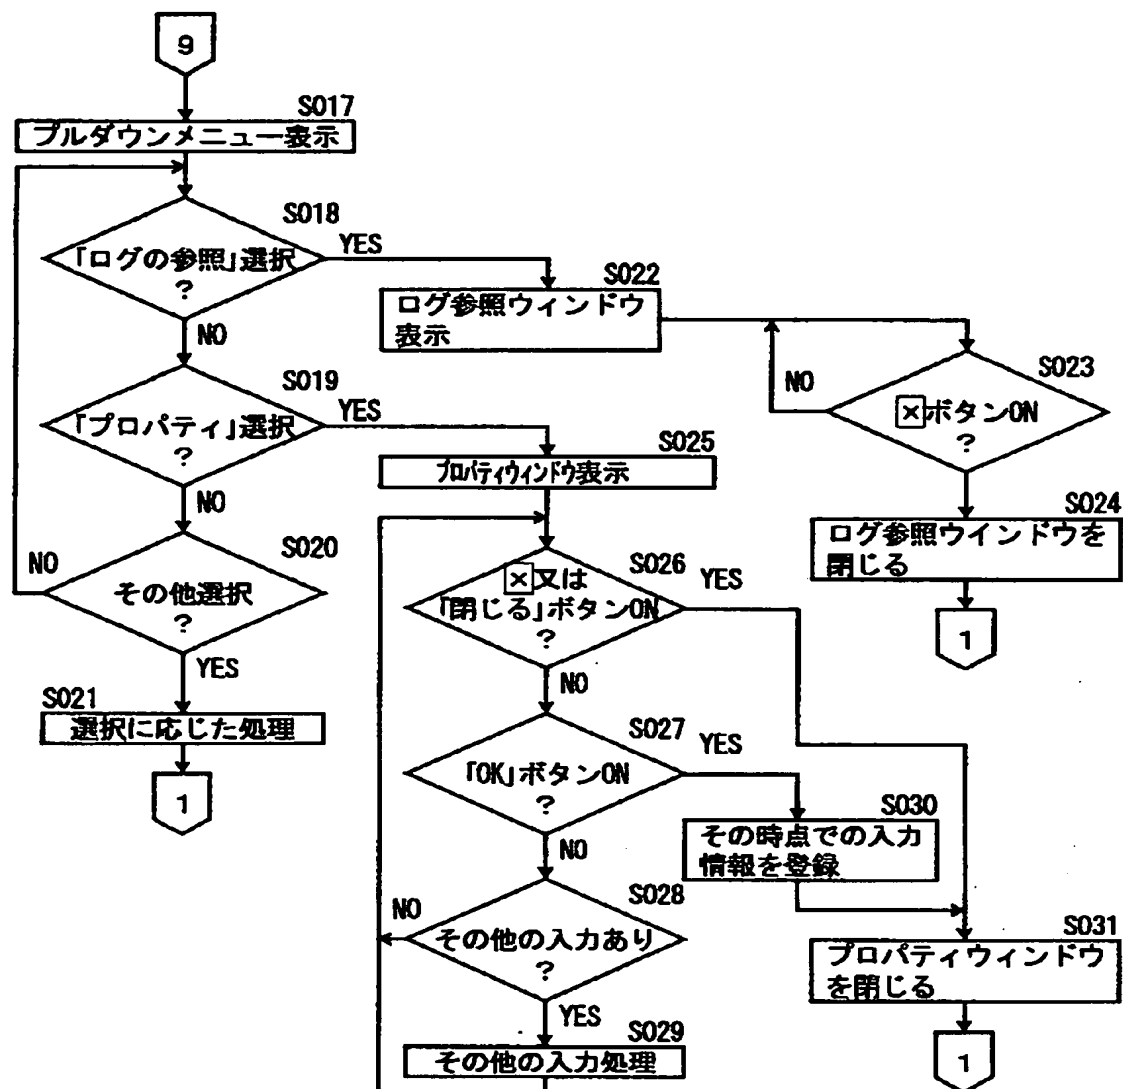 9
S017
プルダウンメニュー表示
S018
「ログの参照」選択
?
YES
NO
S022
ログ参照ウィンドウ
表示
S023
×ボタンON
?
NO
S024
ログ参照ウインドウを
閉じる
1
S019
「プロパティ」選択
?
YES
NO
S025
プロパティウィンドウ表示
S020
その他選択
?
NO
YES
S021
選択に応じた処理
1
S026
×又は
「閉じる」ボタンON
?
YES
NO
S027
「OK」ボタンON
?
YES
NO
S030
その時点での入力
情報を登録
S028
その他の入力あり
?
NO
YES
S029
その他の入力処理
S031
プロパティウィンドウ
を閉じる
1